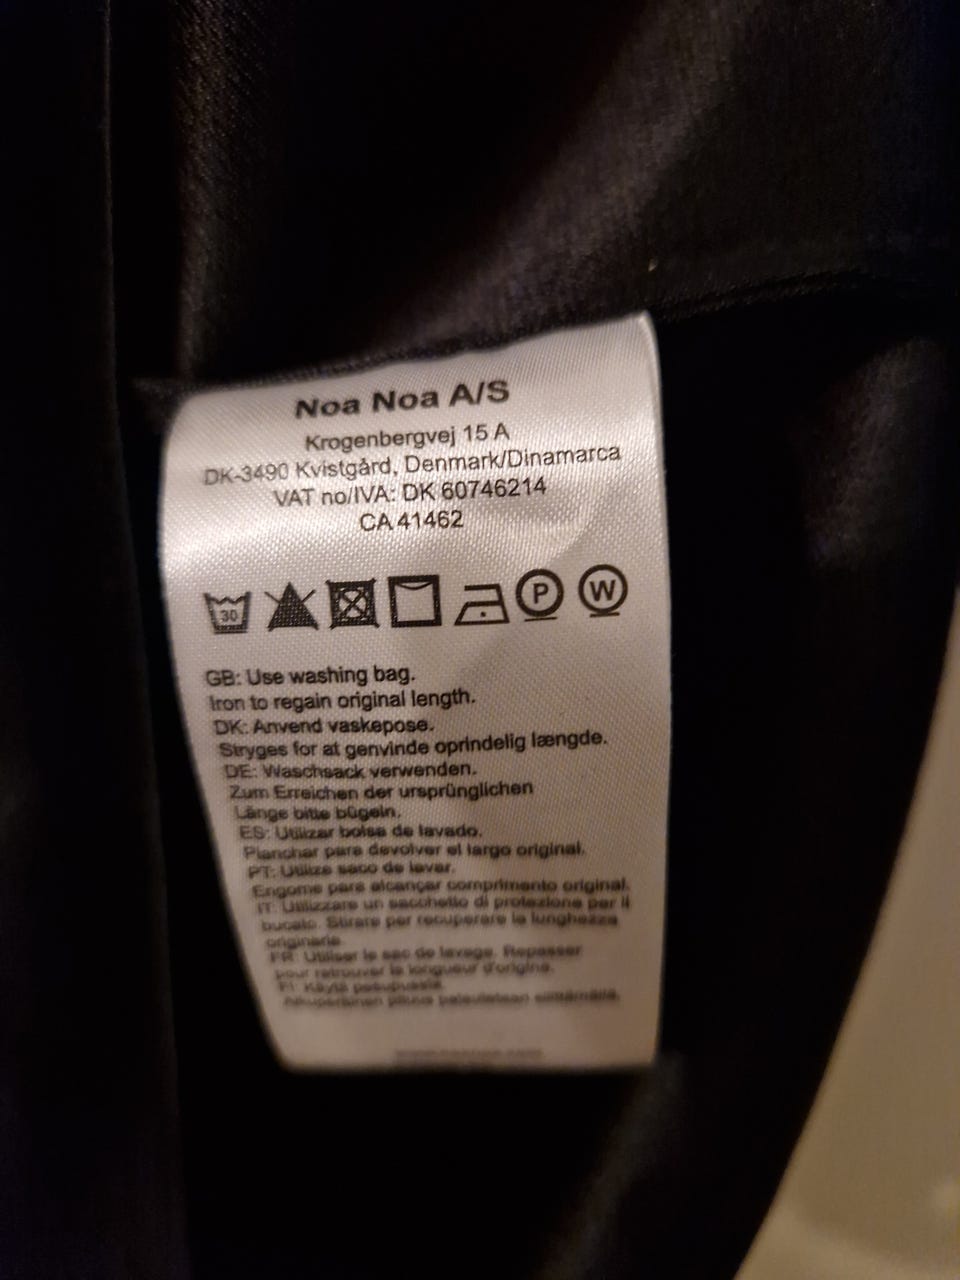 Noa Noa A/S
Krogenbergvej 15 A
DK-3490 Kvistgård, Denmark/Dinamarca
VAT no/IVA: DK 60746214
CA 41462
30 P W
GB: Use washing bag.
Iron to regain original length.
DK: Anvend vaskepose.
Stryges for at genvinde oprindelig længde.
DE: Waschsack verwenden.
Zum Erreichen der ursprünglichen
Länge bitte bügeln.
ES: Utilizar bolsa de lavado.
Planchar para devolver el largo original.
PT: Utilize saco de lavar.
Engome para alcançar comprimento original.
IT: Utilizzare un sacchetto di protezione per il
bucato. Stirare per recuperare la lunghezza
originaria.
FR: Utiliser le sac de lavage. Repasser
pour retrouver la longueur d'origine.
FI: Käytä pesupussia.